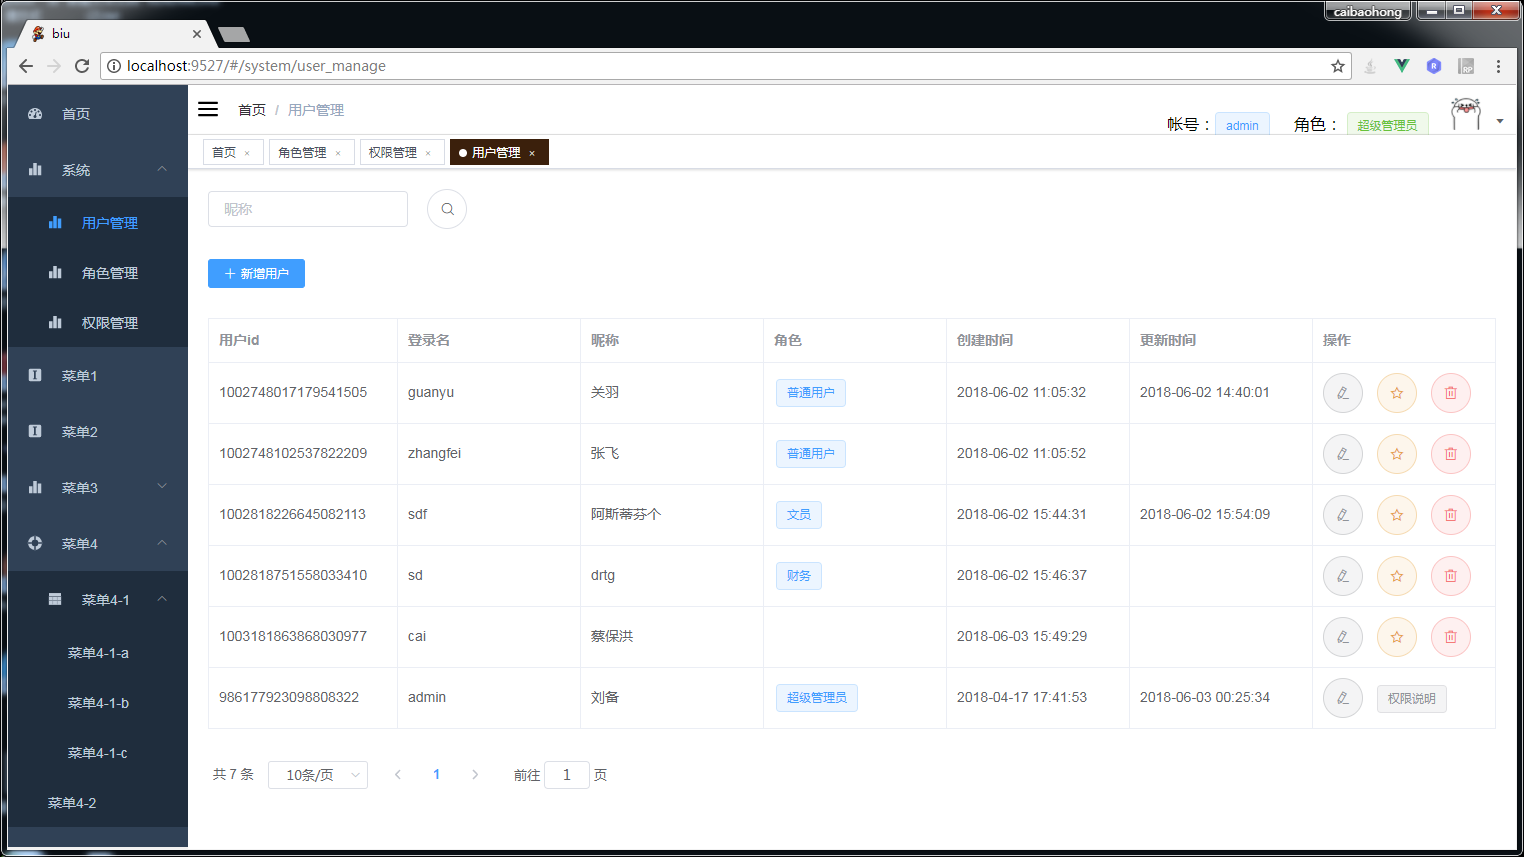 caibaohong
biu
localhost:9527/#/system/user_manage
首页
系统
用户管理
角色管理
权限管理
菜单1
菜单2
菜单3
菜单4
菜单4-1
菜单4-1-a
菜单4-1-b
菜单4-1-c
菜单4-2
首页 / 用户管理
帐号： admin 角色： 超级管理员
首页 × 角色管理 × 权限管理 × 用户管理 ×
昵称
+ 新增用户
用户id 登录名 昵称 角色 创建时间 更新时间 操作
1002748017179541505 guanyu 关羽 普通用户 2018-06-02 11:05:32 2018-06-02 14:40:01
1002748102537822209 zhangfei 张飞 普通用户 2018-06-02 11:05:52
1002818226645082113 sdf 阿斯蒂芬个 文员 2018-06-02 15:44:31 2018-06-02 15:54:09
1002818751558033410 sd drtg 财务 2018-06-02 15:46:37
1003181863868030977 cai 蔡保洪 2018-06-03 15:49:29
986177923098808322 admin 刘备 超级管理员 2018-04-17 17:41:53 2018-06-03 00:25:34 权限说明
共 7 条 10条/页 1 前往 1 页